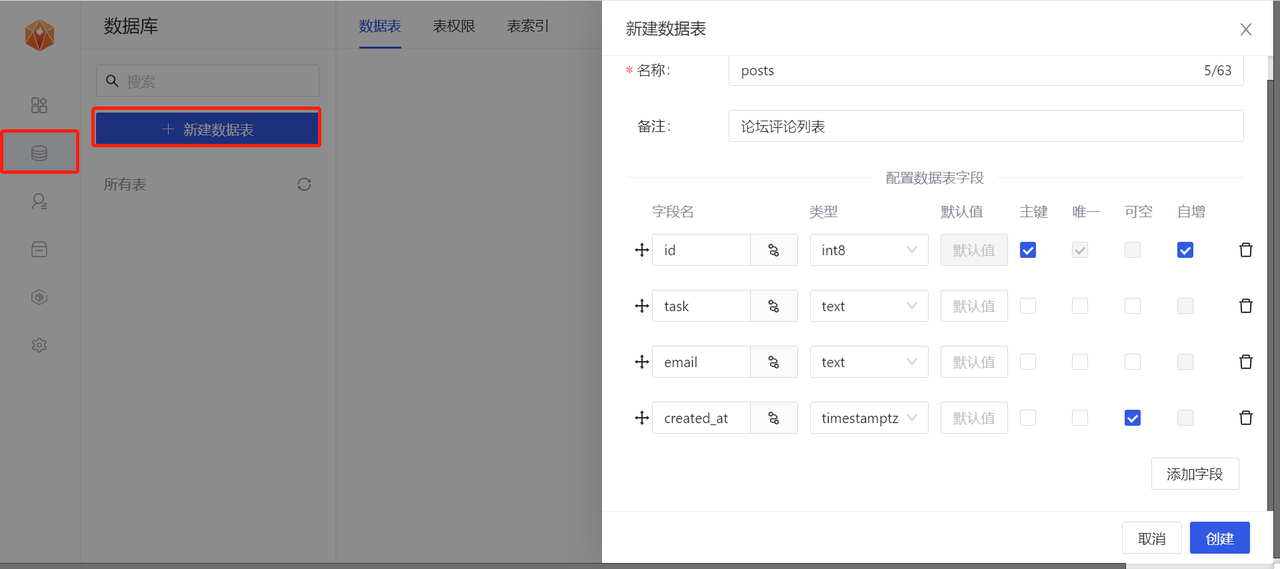 数据库
搜索
+ 新建数据表
所有表
数据表 表权限 表索引
新建数据表
* 名称: posts 5/63
备注: 论坛评论列表
配置数据表字段
字段名 类型 默认值 主键 唯一 可空 自增
id int8 默认值
task text 默认值
email text 默认值
created_at timestamptz 默认值
添加字段
取消 创建